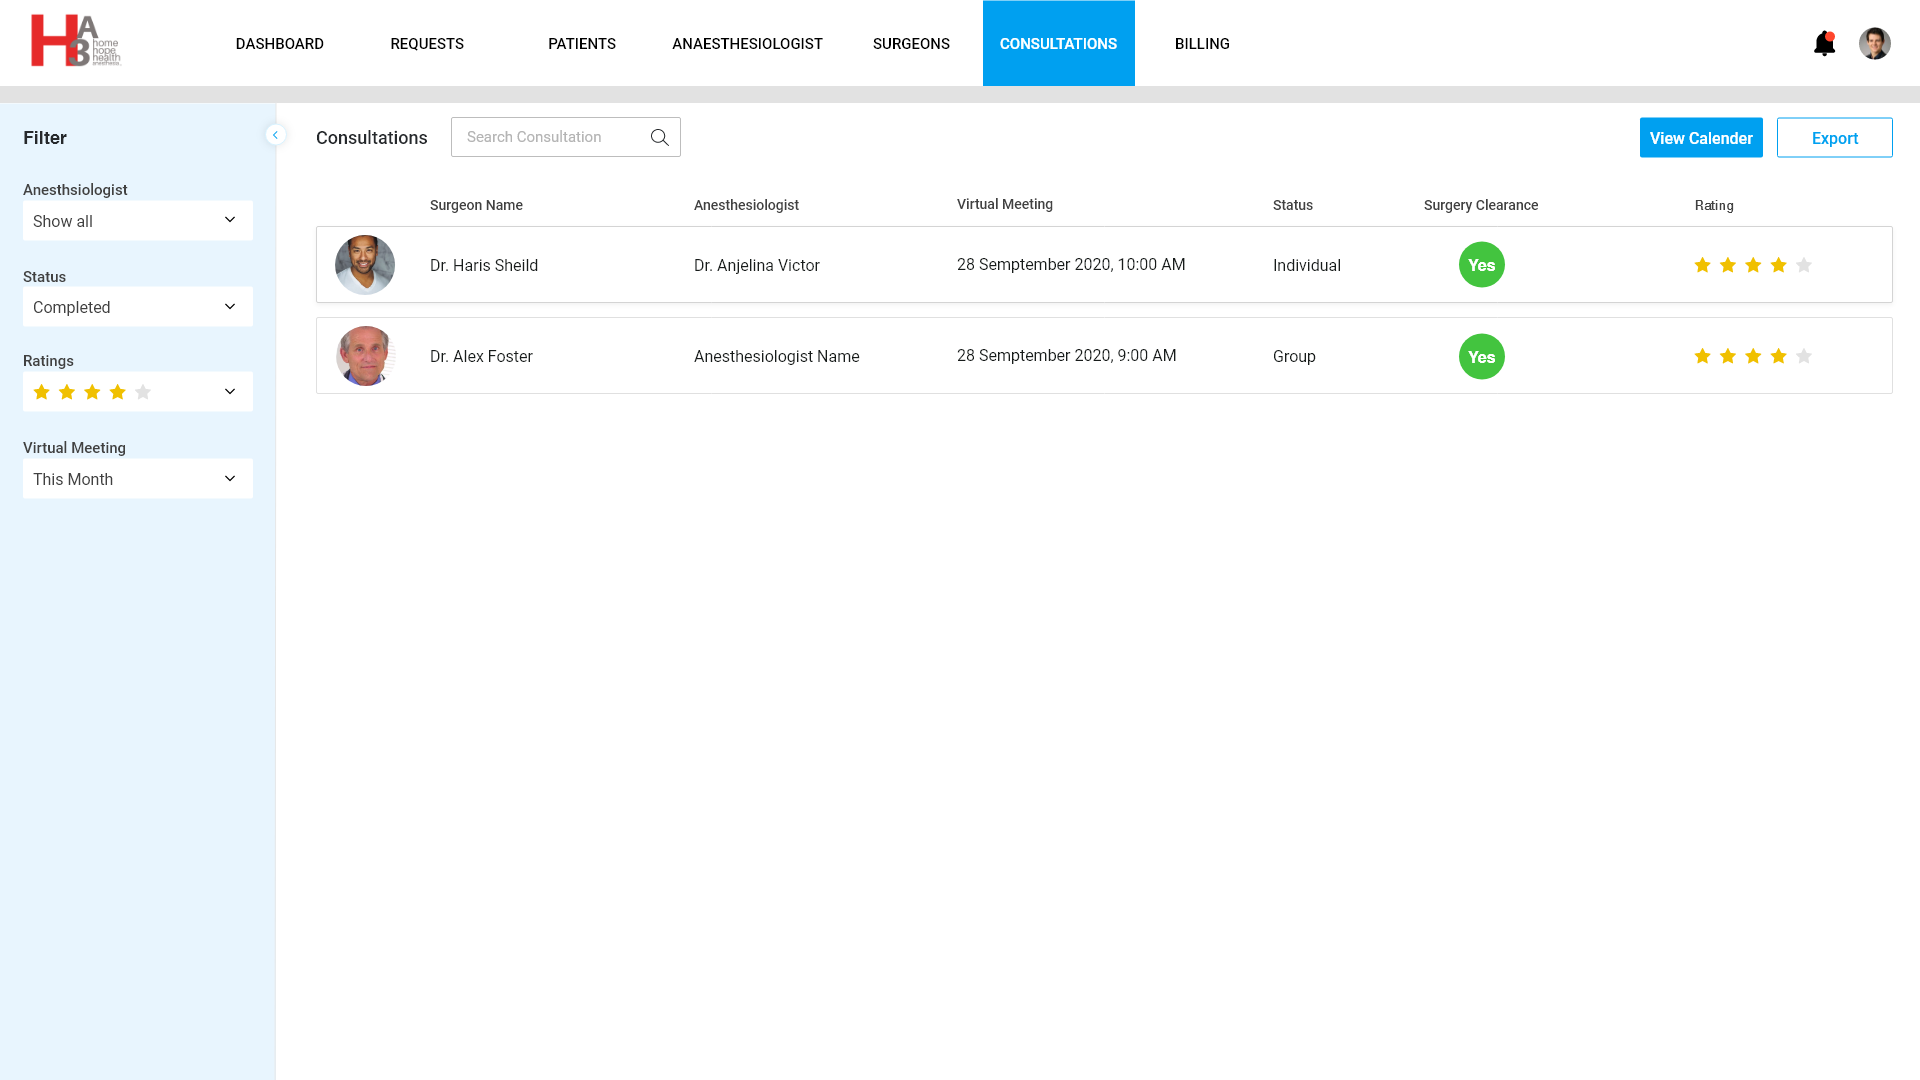 HA3 home hope health anesthesia.
DASHBOARD REQUESTS PATIENTS ANAESTHESIOLOGIST SURGEONS CONSULTATIONS BILLING
Filter
Consultations Search Consultation View Calender Export
Anesthsiologist
Show all
Status
Completed
Ratings
Virtual Meeting
This Month
Surgeon Name Anesthesiologist Virtual Meeting Status Surgery Clearance Rating
Dr. Haris Sheild Dr. Anjelina Victor 28 Semptember 2020, 10:00 AM Individual Yes
Dr. Alex Foster Anesthesiologist Name 28 Semptember 2020, 9:00 AM Group Yes